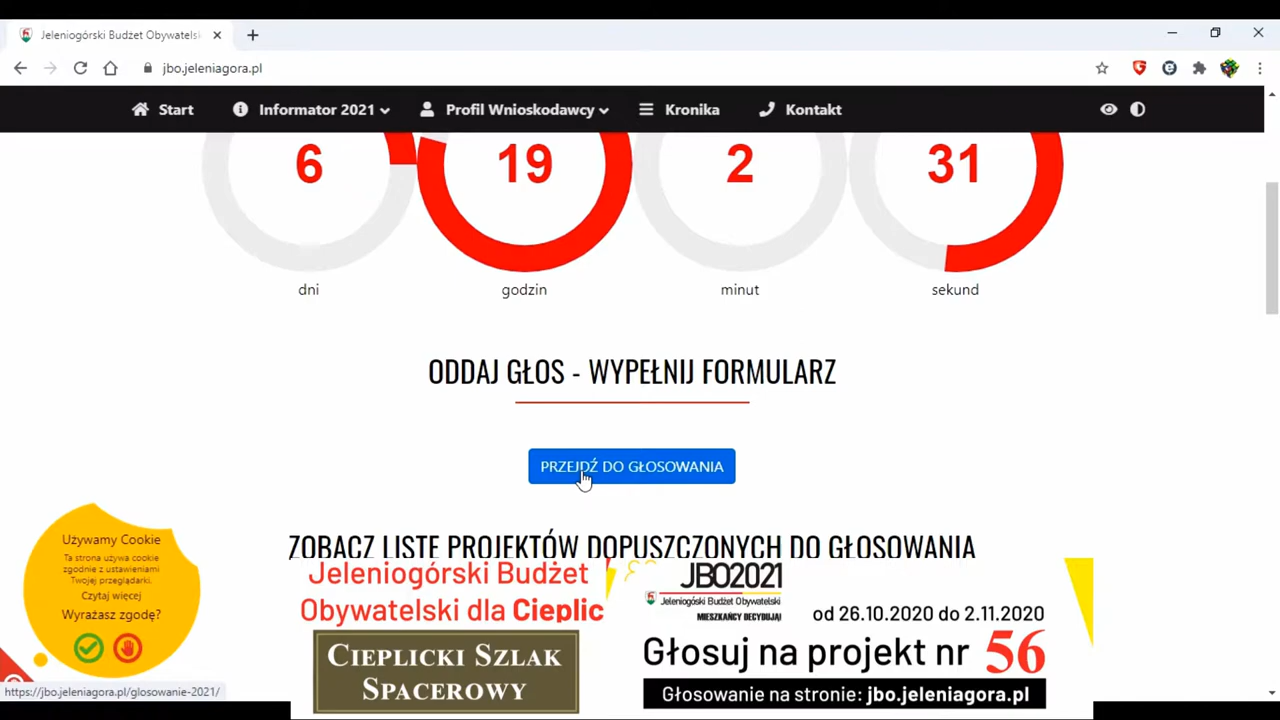 Jeleniogórski Budżet Obywatelsk
jbo.jeleniagora.pl
Start
Informator 2021
Profil Wnioskodawcy
Kronika
Kontakt
6
19
2
31
dni
godzin
minut
sekund
ODDAJ GŁOS - WYPEŁNIJ FORMULARZ
PRZEJDŹ DO GŁOSOWANIA
ZOBACZ LISTĘ PROJEKTÓW DOPUSZCZONYCH DO GŁOSOWANIA
Używamy Cookie
Ta strona używa cookie
zgodnie z ustawieniami
Twojej przeglądarki.
Czytaj więcej
Wyrażasz zgodę?
https://jbo.jeleniagora.pl/glosowanie-2021/
Jeleniogórski Budżet
Obywatelski dla Cieplic
CIEPLICKI SZLAK
SPACEROWY
JBO2021
Jeleniogóski Budżet Obywatelski
MIESZKAŃCY DECYDUJĄ!
od 26.10.2020 do 2.11.2020
Głosuj na projekt nr 56
Głosowanie na stronie: jbo.jeleniagora.pl